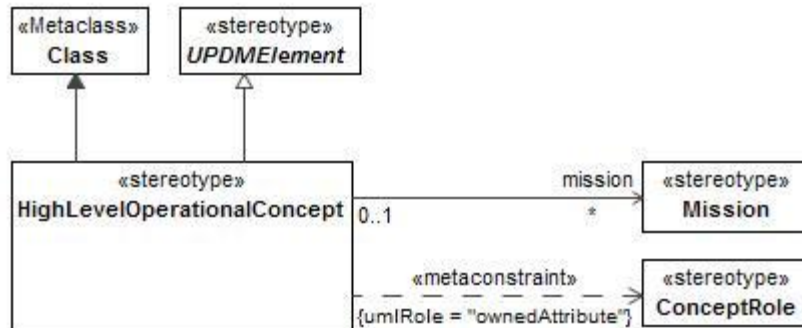 «Metaclass»
Class
«stereotype»
UPDMElement
«stereotype»
HighLevelOperationalConcept
mission
0..1
*
«stereotype»
Mission
«metaconstraint»
{umlRole = "ownedAttribute"}
«stereotype»
ConceptRole